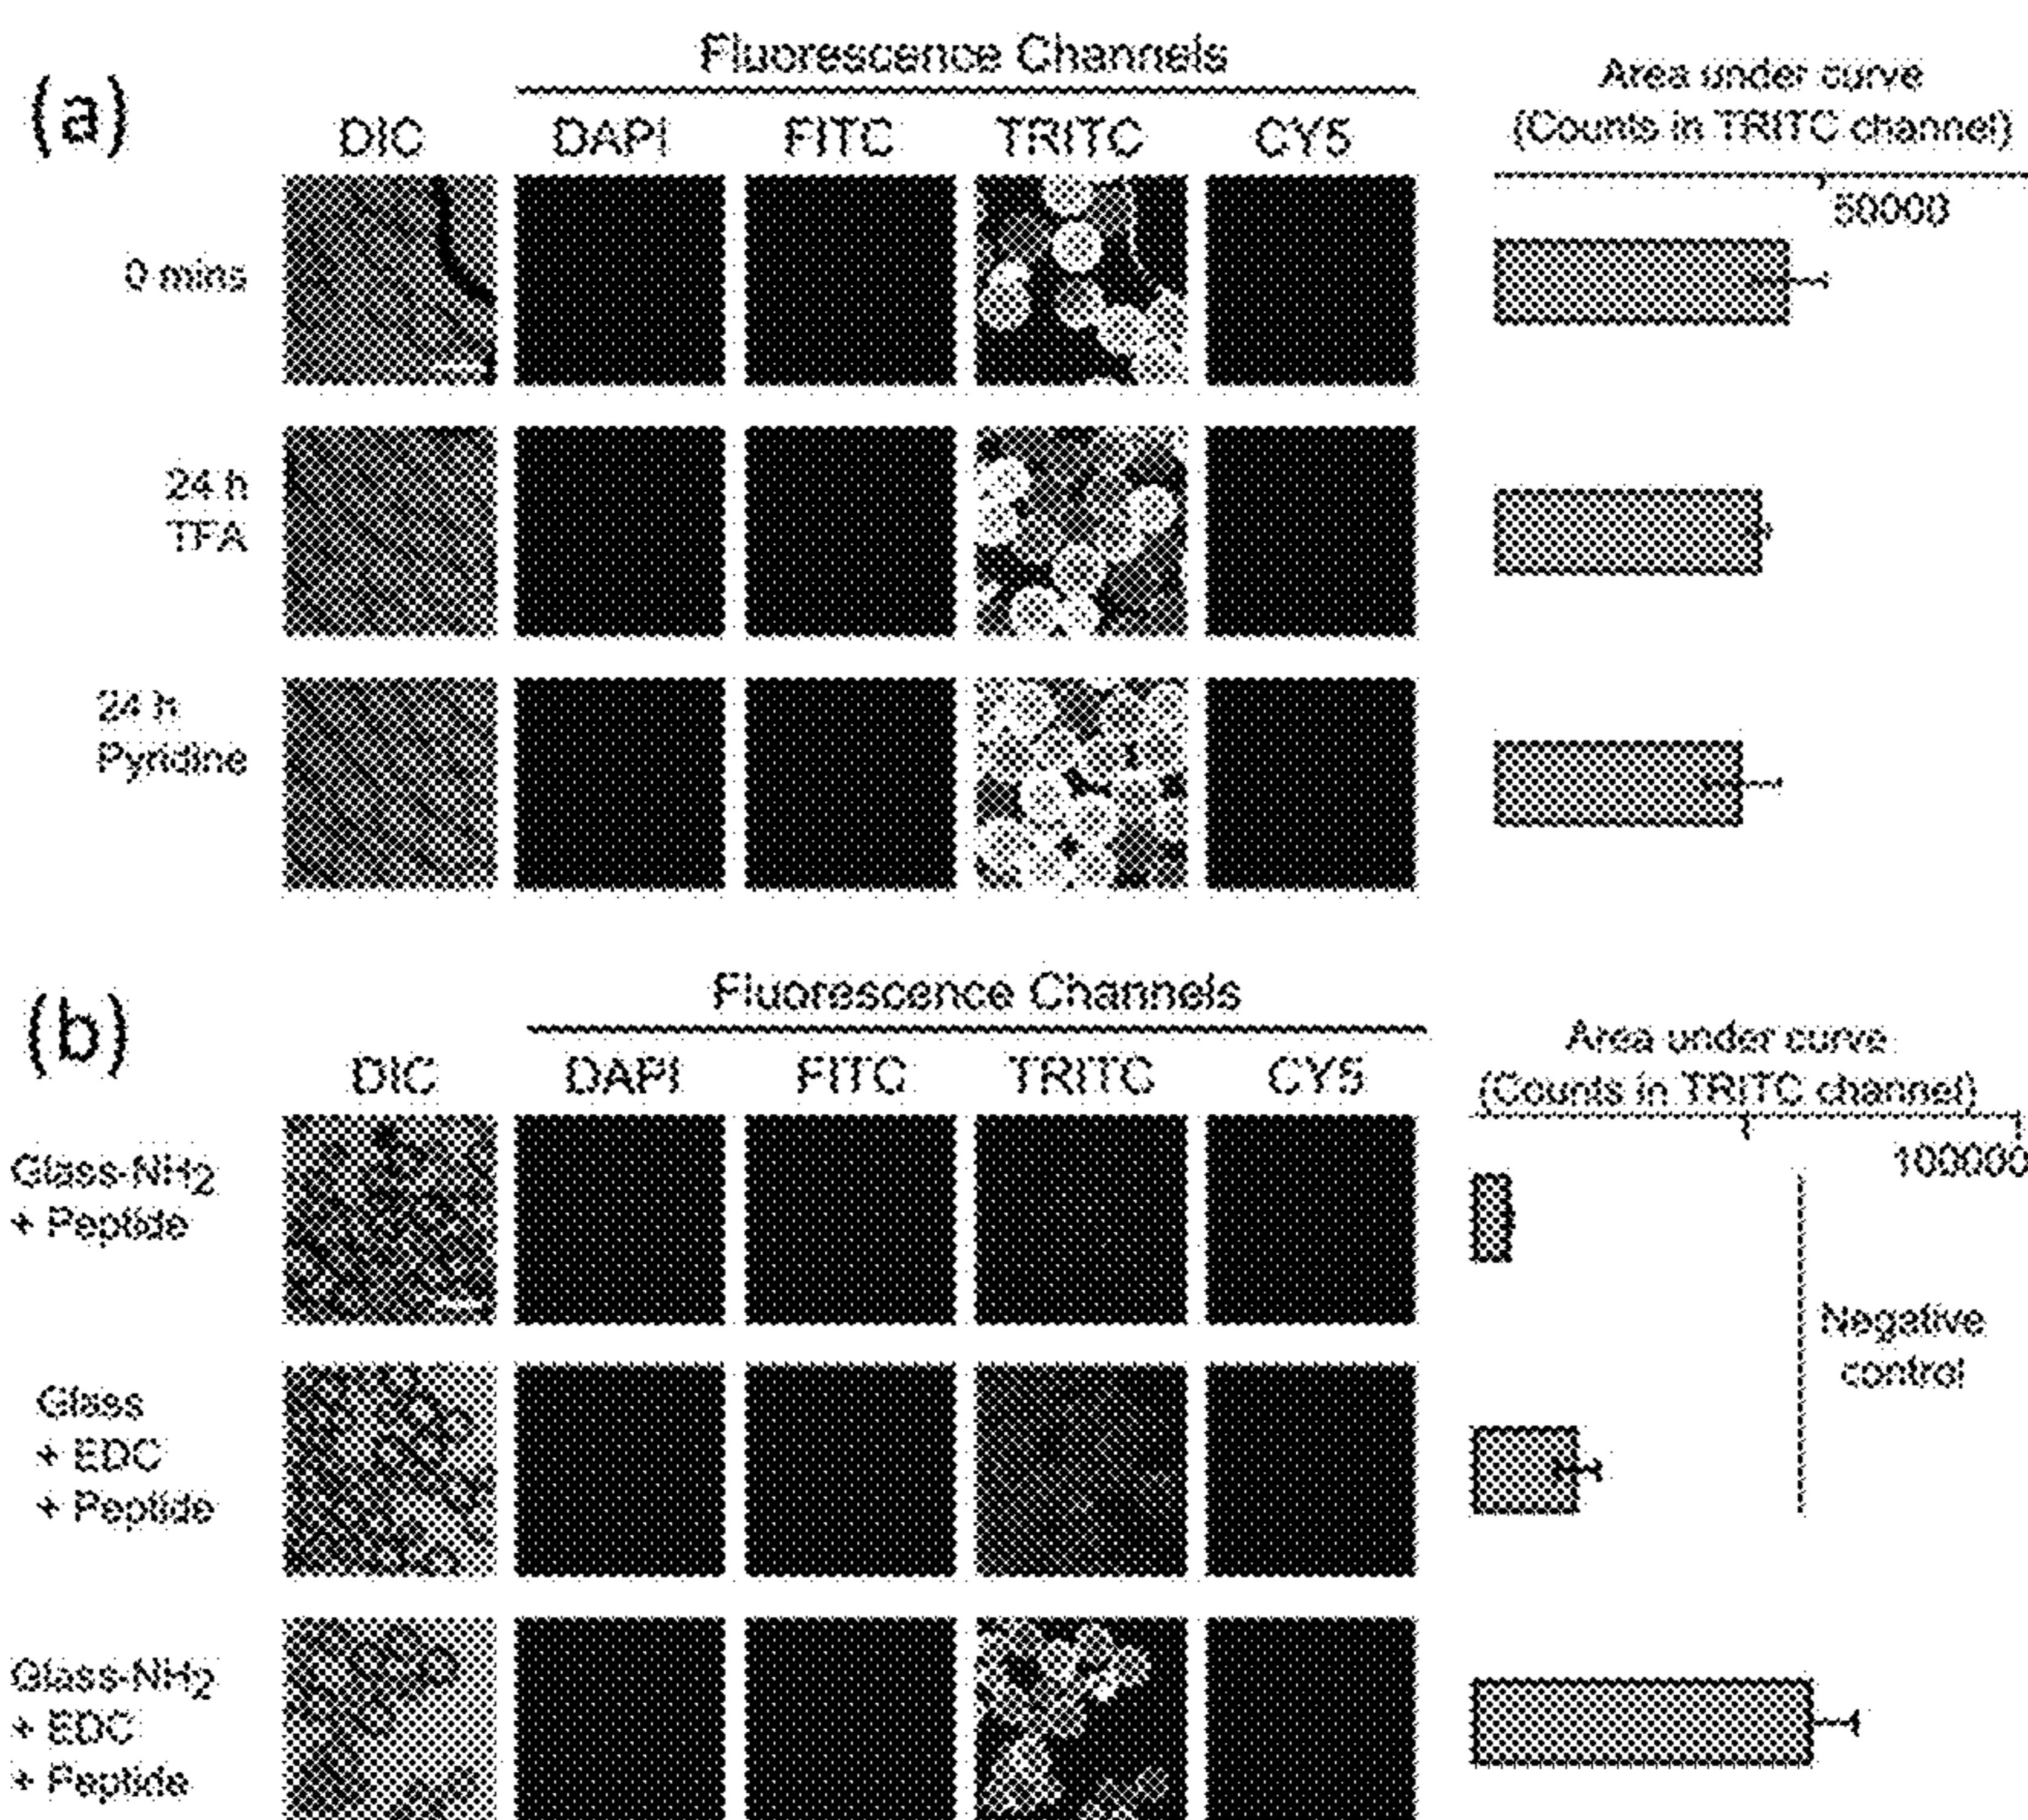 (a)
Fluorescence Channels
DIC DAPI FITC TRITC CY5
Area under curve
(Counts in TRITC channel)
50000
0 mins
24 h
TFA
24 h
Pyridine
(b)
Fluorescence Channels
DIC DAPI FITC TRITC CY5
Area under curve
(Counts in TRITC channel)
100000
Glass-NH2
+ Peptide
Negative
control
Glass
+ EDC
+ Peptide
Glass-NH2
+ EDC
+ Peptide